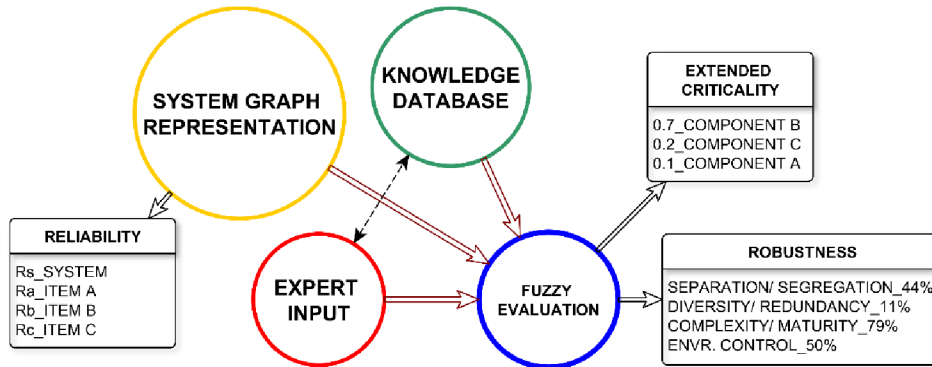 SYSTEM GRAPH
REPRESENTATION
KNOWLEDGE
DATABASE
EXTENDED
CRITICALITY
0.7_COMPONENT B
0.2_COMPONENT C
0.1_COMPONENT A
RELIABILITY
Rs_SYSTEM
Ra_ITEM A
Rb_ITEM B
Rc_ITEM C
EXPERT
INPUT
FUZZY
EVALUATION
ROBUSTNESS
SEPARATION/ SEGREGATION_44%
DIVERSITY/ REDUNDANCY_11%
COMPLEXITY/ MATURITY_79%
ENVR. CONTROL_50%